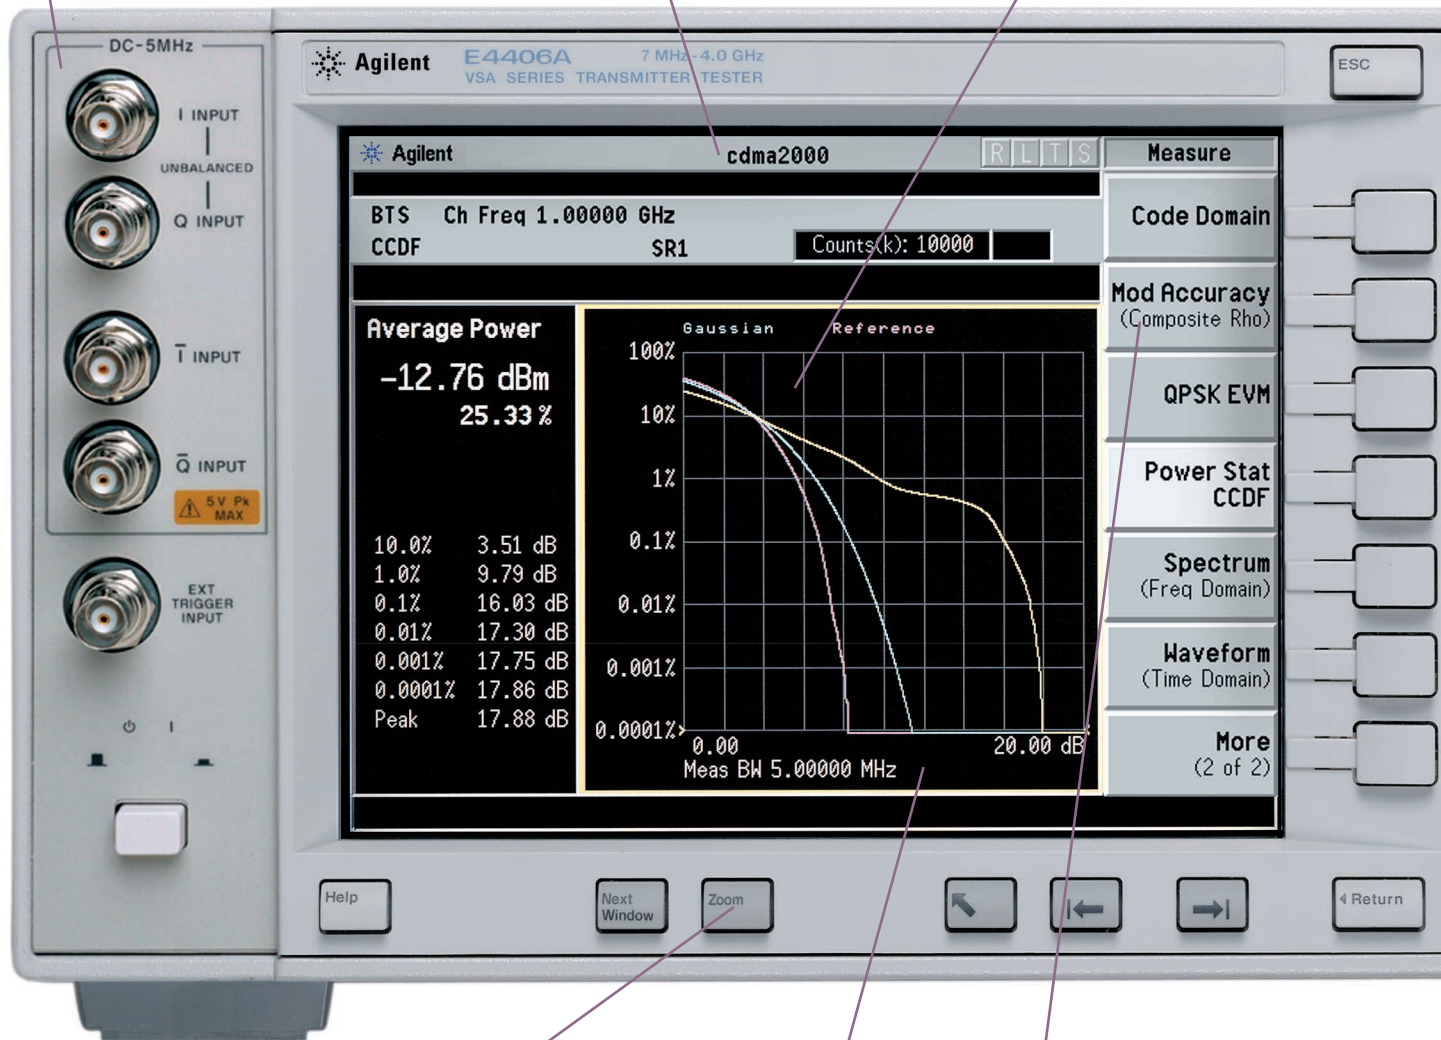 DC-5MHz
I INPUT
UNBALANCED
Q INPUT
Ī INPUT
Q̄ INPUT
5 V Pk
MAX
EXT
TRIGGER
INPUT
I
Agilent
E4406A
7 MHz-4.0 GHz
VSA SERIES TRANSMITTER TESTER
ESC
Agilent
cdma2000
R L T S
Measure
BTS Ch Freq 1.00000 GHz
CCDF SR1 Counts(k): 10000
Average Power
-12.76 dBm
25.33 %
10.0% 3.51 dB
1.0% 9.79 dB
0.1% 16.03 dB
0.01% 17.30 dB
0.001% 17.75 dB
0.0001% 17.86 dB
Peak 17.88 dB
Gaussian Reference
100%
10%
1%
0.1%
0.01%
0.001%
0.0001%
0.00 20.00 dB
Meas BW 5.00000 MHz
Code Domain
Mod Accuracy
(Composite Rho)
QPSK EVM
Power Stat
CCDF
Spectrum
(Freq Domain)
Waveform
(Time Domain)
More
(2 of 2)
Help
Next
Window
Zoom
Return